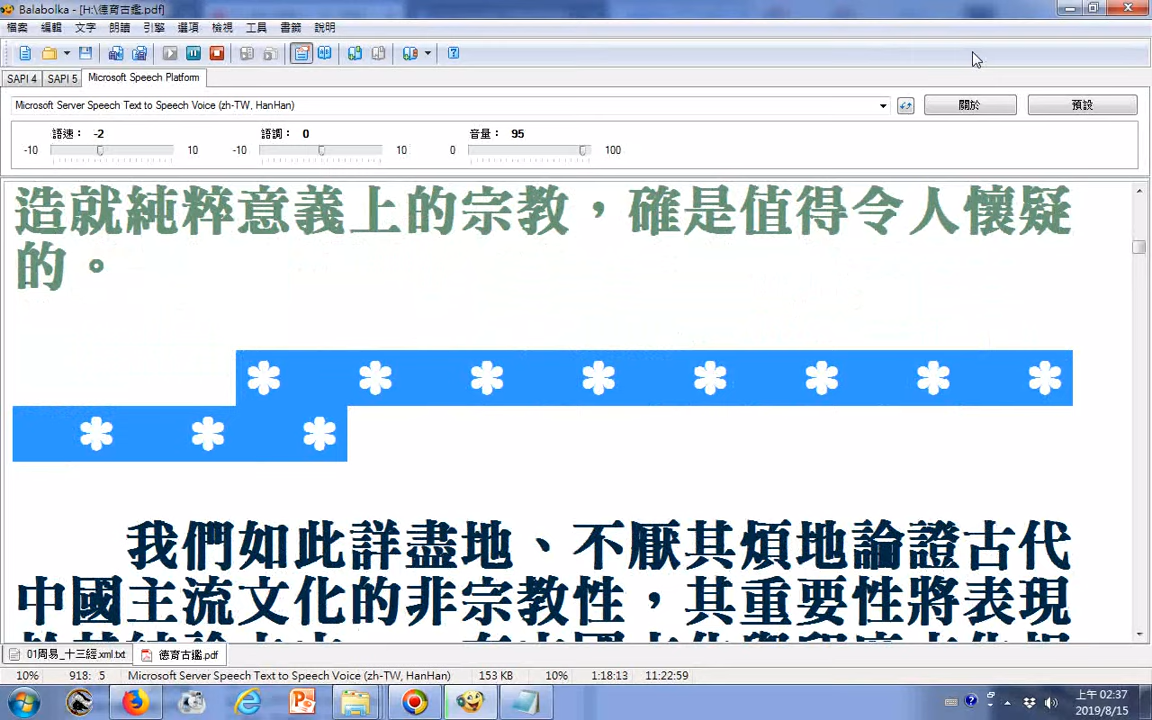 Balabolka - [H:\德育古鑑.pdf]
檔案 編輯 文字 朗讀 引擎 選項 檢視 工具 書籤 說明
SAPI 4 SAPI 5 Microsoft Speech Platform
Microsoft Server Speech Text to Speech Voice (zh-TW, HanHan) 關於 預設
語速： -2 語調： 0 音量： 95
-10 10 -10 10 0 100
造就純粹意義上的宗教，確是值得令人懷疑
的。
＊ ＊ ＊ ＊ ＊ ＊ ＊ ＊
＊ ＊ ＊
我們如此詳盡地、不厭其煩地論證古代
中國主流文化的非宗教性，其重要性將表現
01周易_十三經.xml.txt 德育古鑑.pdf
10% 918: 5 Microsoft Server Speech Text to Speech Voice (zh-TW, HanHan) 153 KB 10% 1:18:13 11:22:59
上午 02:37
2019/8/15